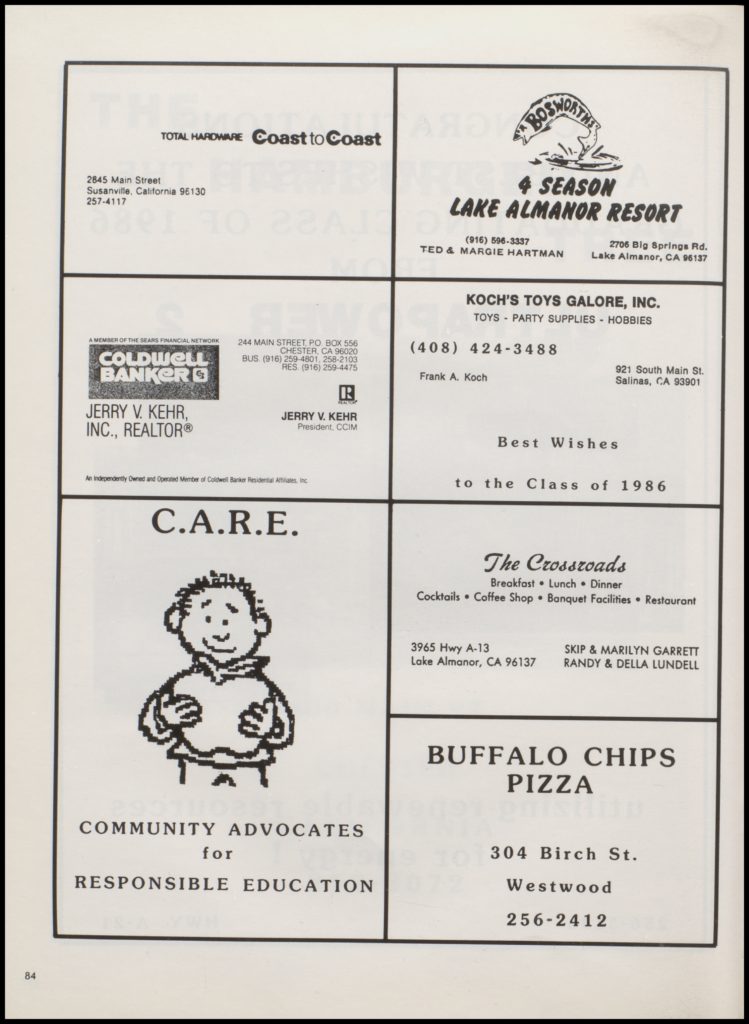 TOTAL HARDWARE Coast to Coast
2845 Main Street
Susanville, California 96130
257-4117
BOSWORTH'S
4 SEASON
LAKE ALMANOR RESORT
(916) 596-3337
TED & MARGIE HARTMAN
2706 Big Springs Rd.
Lake Almanor, CA 96137
A MEMBER OF THE SEARS FINANCIAL NETWORK
COLDWELL
BANKER
JERRY V. KEHR,
INC., REALTOR®
244 MAIN STREET, P.O. BOX 556
CHESTER, CA 96020
BUS. (916) 259-4801, 258-2103
RES. (916) 259-4475
R
REALTOR
JERRY V. KEHR
President, CCIM
An Independently Owned and Operated Member of Coldwell Banker Residential Affiliates, Inc.
KOCH'S TOYS GALORE, INC.
TOYS - PARTY SUPPLIES - HOBBIES
(408) 424-3488
Frank A. Koch
921 South Main St.
Salinas, CA 93901
Best Wishes
to the Class of 1986
C.A.R.E.
COMMUNITY ADVOCATES
for
RESPONSIBLE EDUCATION
The Crossroads
Breakfast • Lunch • Dinner
Cocktails • Coffee Shop • Banquet Facilities • Restaurant
3965 Hwy A-13
Lake Almanor, CA 96137
SKIP & MARILYN GARRETT
RANDY & DELLA LUNDELL
BUFFALO CHIPS
PIZZA
304 Birch St.
Westwood
256-2412
84